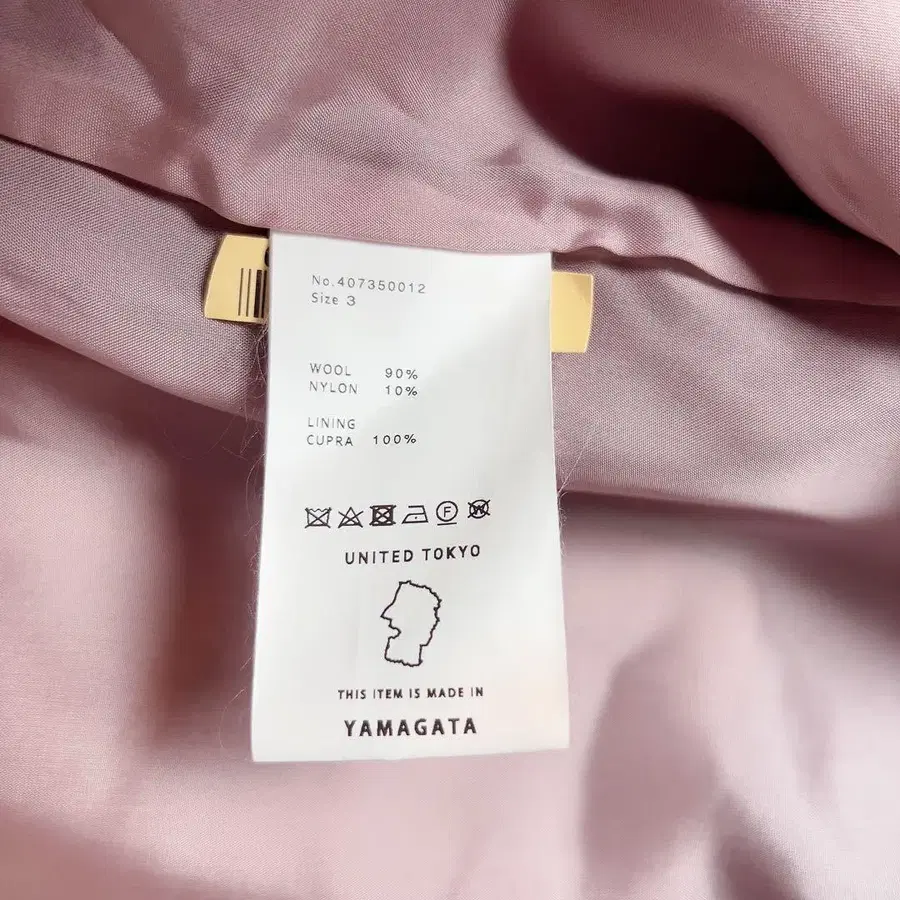 No.407350012
Size 3
WOOL 90%
NYLON 10%
LINING
CUPRA 100%
F
W
UNITED TOKYO
THIS ITEM IS MADE IN
YAMAGATA